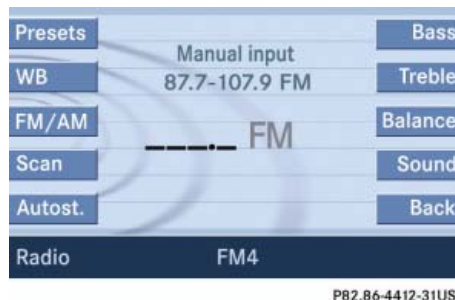 Presets
Manual input
Bass
WB
87.7-107.9 FM
Treble
FM/AM
___._ FM
Balance
Scan
Sound
Autost.
Back
Radio
FM4
P82.86-4412-31US